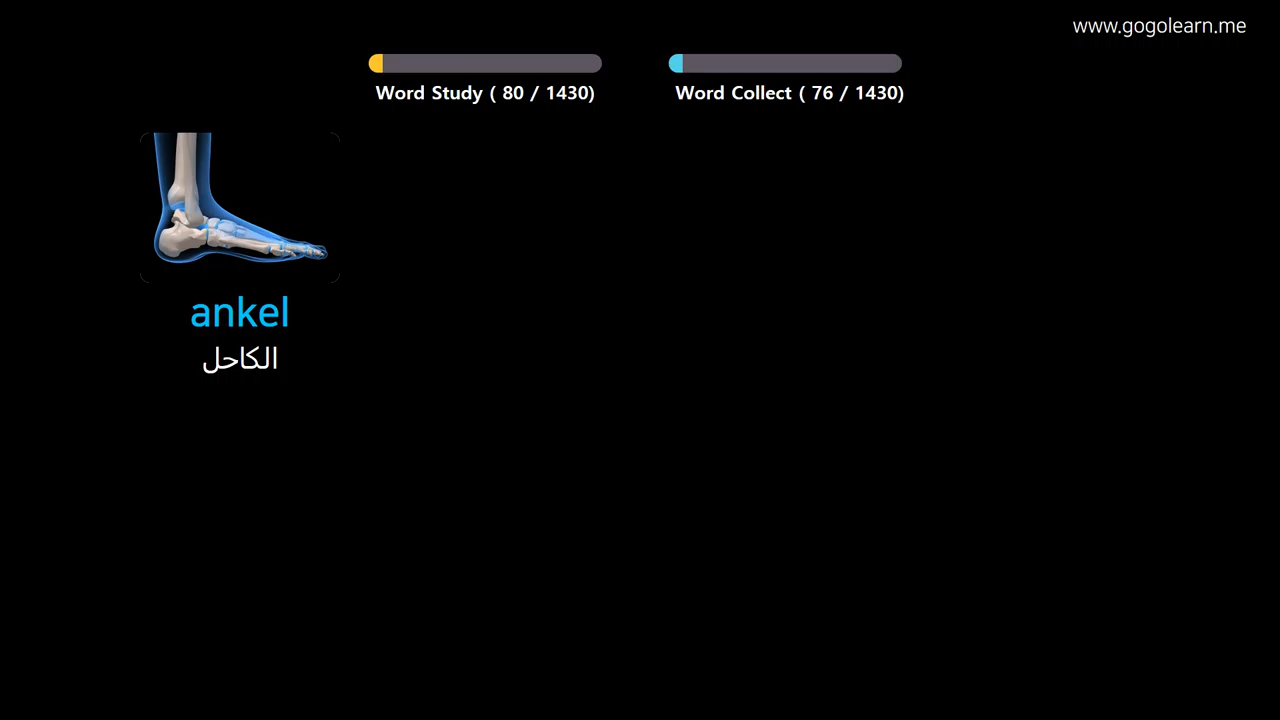 www.gogolearn.me
Word Study ( 80 / 1430)
Word Collect ( 76 / 1430)
ankel
الكاحل